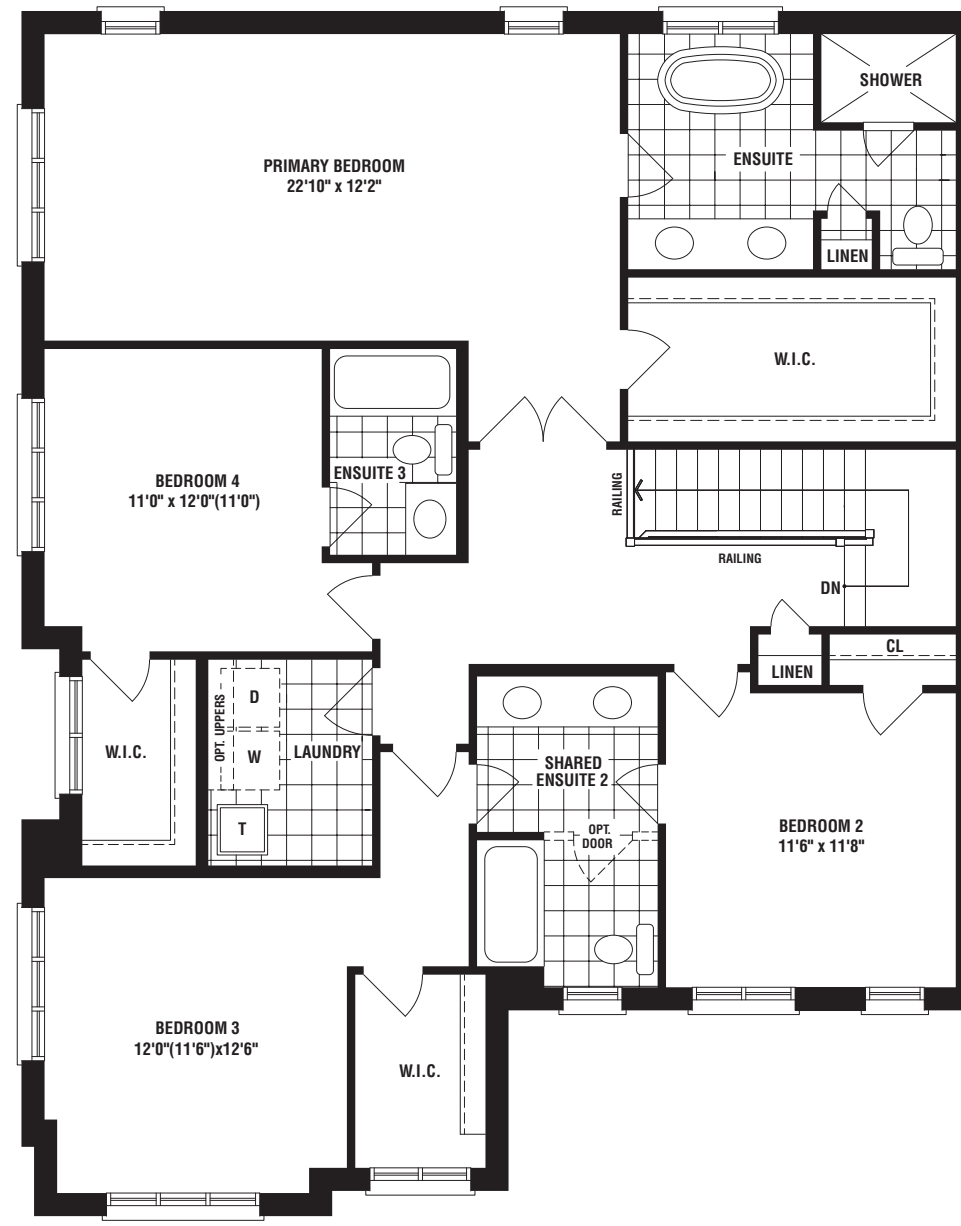 SHOWER
PRIMARY BEDROOM
22'10" x 12'2"
ENSUITE
LINEN
W.I.C.
BEDROOM 4
11'0" x 12'0"(11'0")
ENSUITE 3
RAILING
RAILING
DN
LINEN
CL
W.I.C.
OPT. UPPERS
D
W
LAUNDRY
T
SHARED
ENSUITE 2
OPT.
DOOR
BEDROOM 2
11'6" x 11'8"
BEDROOM 3
12'0"(11'6")x12'6"
W.I.C.